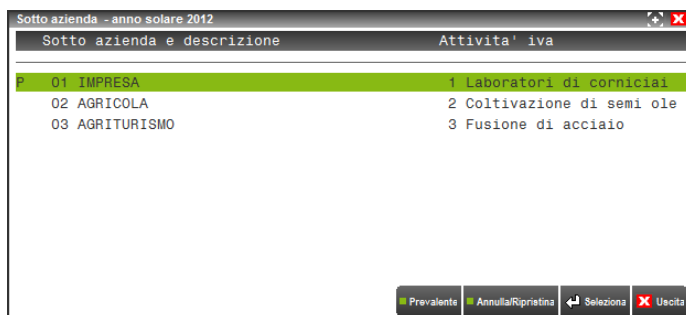 Sotto azienda - anno solare 2012
Sotto azienda e descrizione Attivita' iva
P 01 IMPRESA 1 Laboratori di corniciai
02 AGRICOLA 2 Coltivazione di semi ole
03 AGRITURISMO 3 Fusione di acciaio
Prevalente Annulla/Ripristina Seleziona Uscita